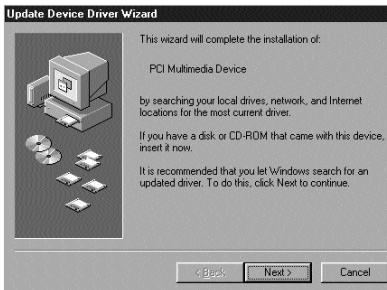 Update Device Driver Wizard
This wizard will complete the installation of:
PCI Multimedia Device
by searching your local drives, network, and Internet
locations for the most current driver.
If you have a disk or CD-ROM that came with this device,
insert it now.
It is recommended that you let Windows search for an
updated driver. To do this, click Next to continue.
< Back
Next >
Cancel